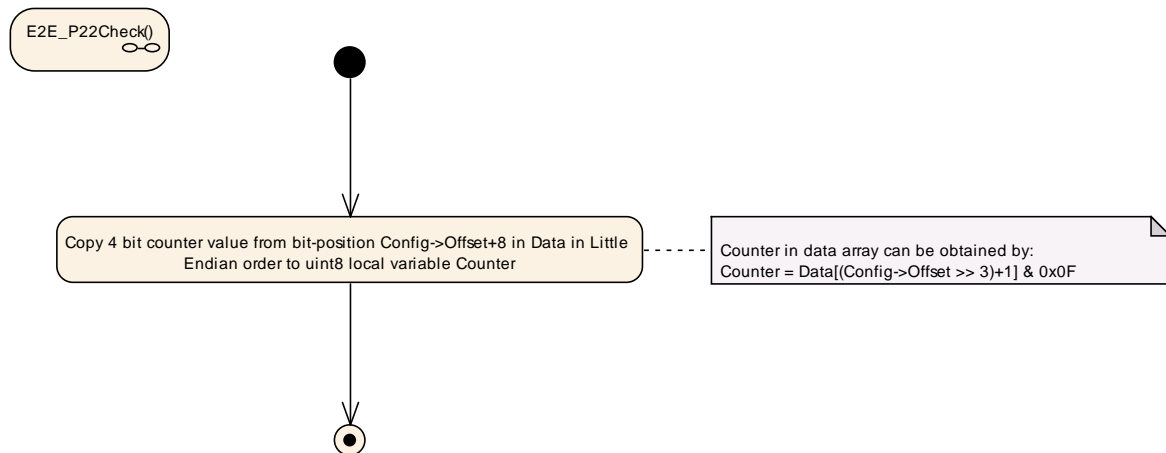 E2E_P22Check()
Copy 4 bit counter value from bit-position Config->Offset+8 in Data in Little
Endian order to uint8 local variable Counter
Counter in data array can be obtained by:
Counter = Data[(Config->Offset >> 3)+1] & 0x0F